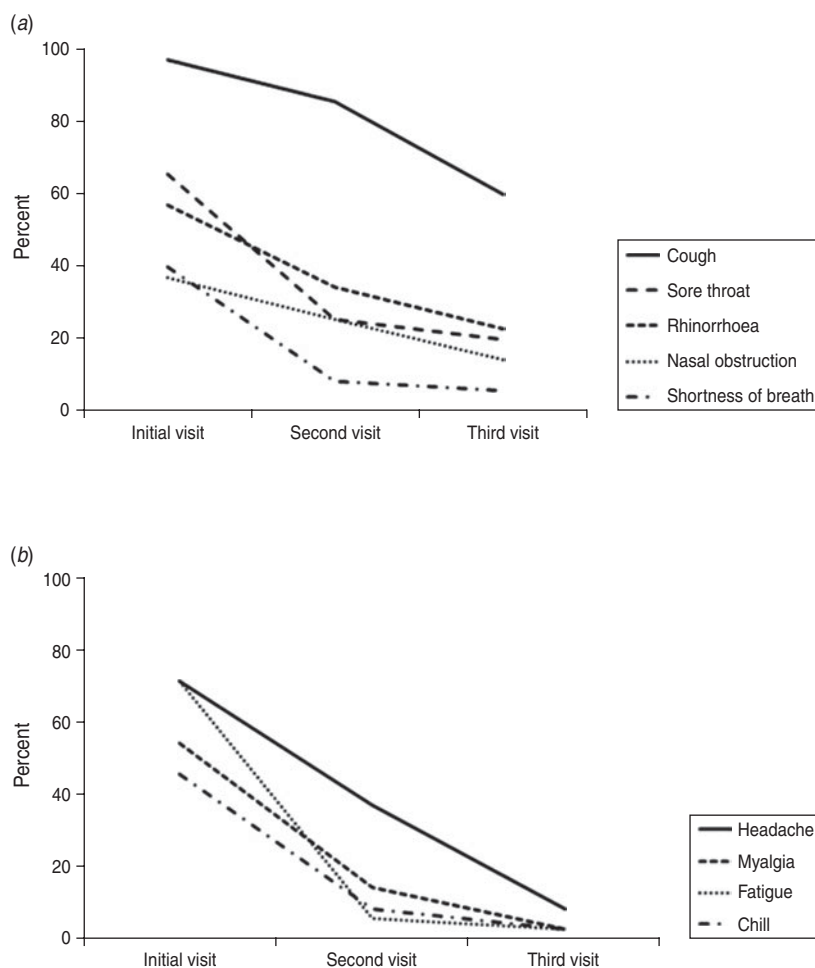 (a)
100
80
60
40
20
0
Percent
Initial visit
Second visit
Third visit
Cough
Sore throat
Rhinorrhoea
Nasal obstruction
Shortness of breath
(b)
100
80
60
40
20
0
Percent
Initial visit
Second visit
Third visit
Headache
Myalgia
Fatigue
Chill